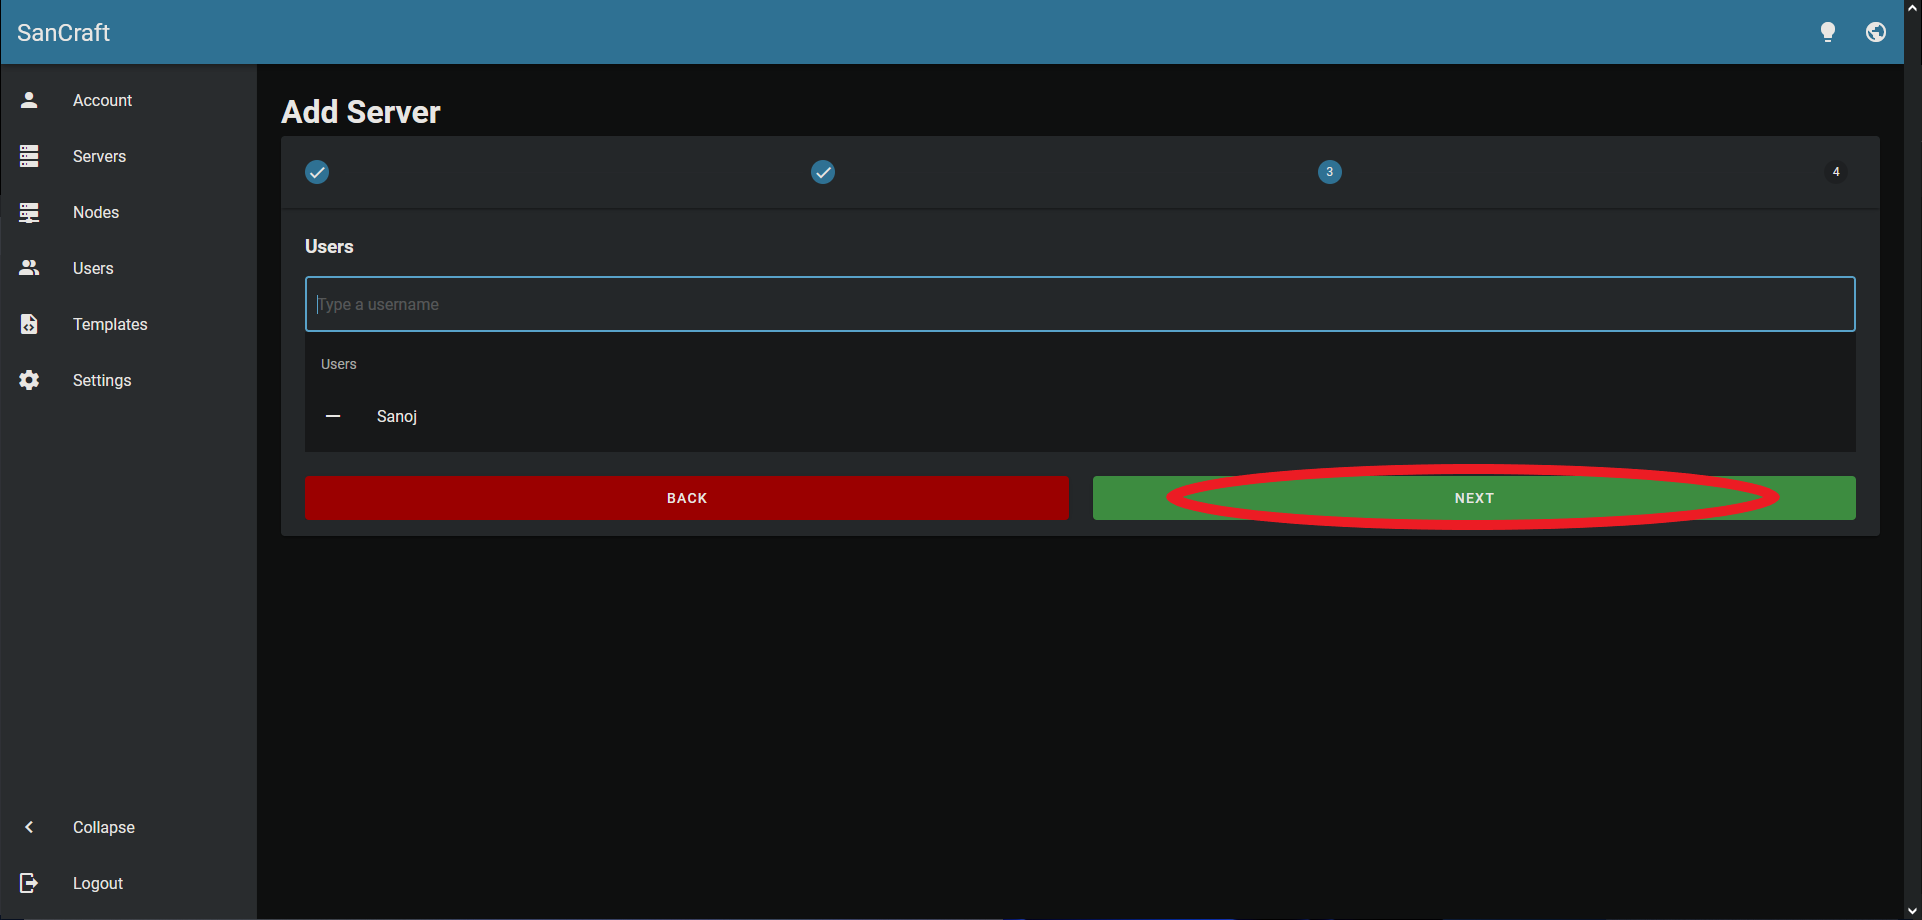 SanCraft
Account
Servers
Nodes
Users
Templates
Settings
Collapse
Logout
Add Server
3
4
Users
Type a username
Users
Sanoj
BACK
NEXT